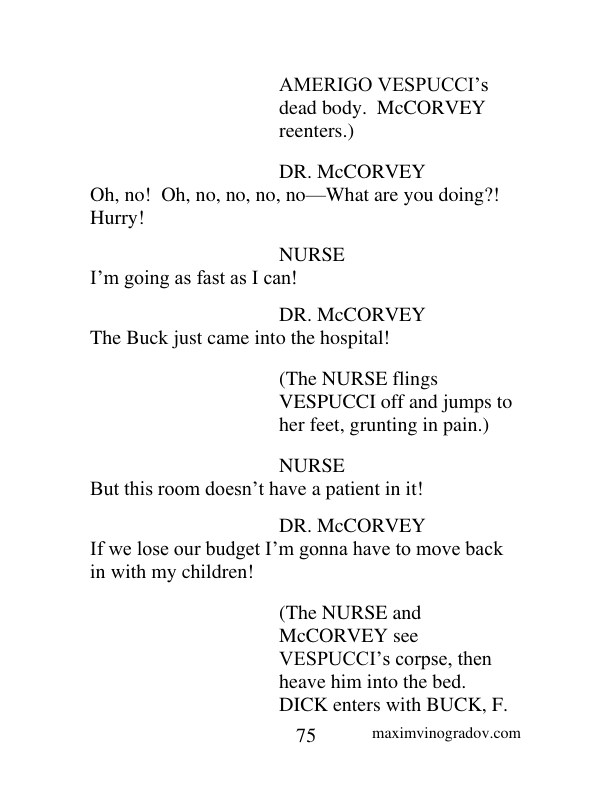 AMERIGO VESPUCCI’s
dead body.  McCORVEY
reenters.)
DR. McCORVEY
Oh, no!  Oh, no, no, no, no—What are you doing?!
Hurry!
NURSE
I’m going as fast as I can!
DR. McCORVEY
The Buck just came into the hospital!
(The NURSE flings
VESPUCCI off and jumps to
her feet, grunting in pain.)
NURSE
But this room doesn’t have a patient in it!
DR. McCORVEY
If we lose our budget I’m gonna have to move back
in with my children!
(The NURSE and
McCORVEY see
VESPUCCI’s corpse, then
heave him into the bed.
DICK enters with BUCK, F.
75 maximvinogradov.com